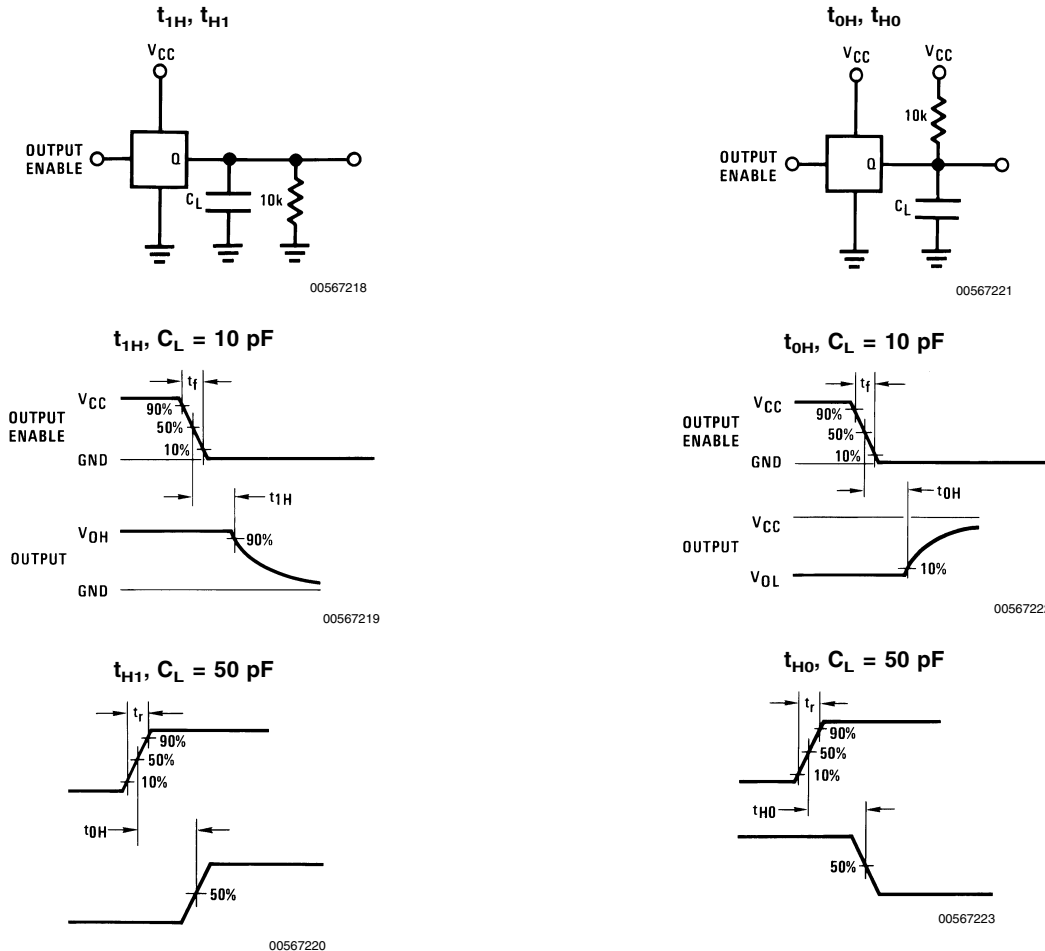 t1H, tH1
VCC
OUTPUT
ENABLE
Q
CL
10k
00567218
t0H, tH0
VCC
VCC
10k
OUTPUT
ENABLE
Q
CL
00567221
t1H, CL = 10 pF
tf
VCC
OUTPUT
ENABLE
90%
50%
10%
GND
t1H
VOH
90%
OUTPUT
GND
00567219
t0H, CL = 10 pF
tf
VCC
OUTPUT
ENABLE
90%
50%
10%
GND
t0H
VCC
OUTPUT
10%
VOL
0056722
tH1, CL = 50 pF
tr
90%
50%
10%
t0H
50%
00567220
tH0, CL = 50 pF
tr
90%
50%
10%
tH0
50%
00567223